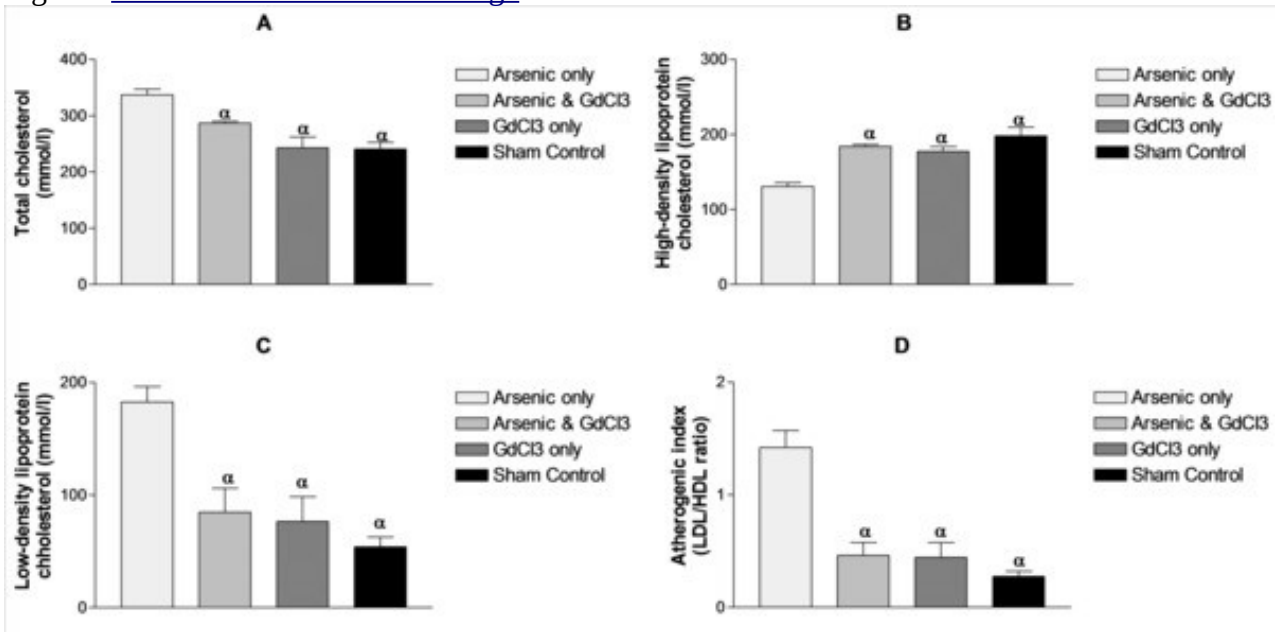 A
Total cholesterol
(mmol/l)
400
300
200
100
0
α
α
α
Arsenic only
Arsenic & GdCl3
GdCl3 only
Sham Control
B
High-density lipoprotein
cholesterol (mmol/l)
300
200
100
0
α
α
α
Arsenic only
Arsenic & GdCl3
GdCl3 only
Sham Control
C
Low-density lipoprotein
chholesterol (mmol/l)
200
100
0
α
α
α
Arsenic only
Arsenic & GdCl3
GdCl3 only
Sham Control
D
Atherogenic index
(LDL/HDL ratio)
2
1
0
α
α
α
Arsenic only
Arsenic & GdCl3
GdCl3 only
Sham Control